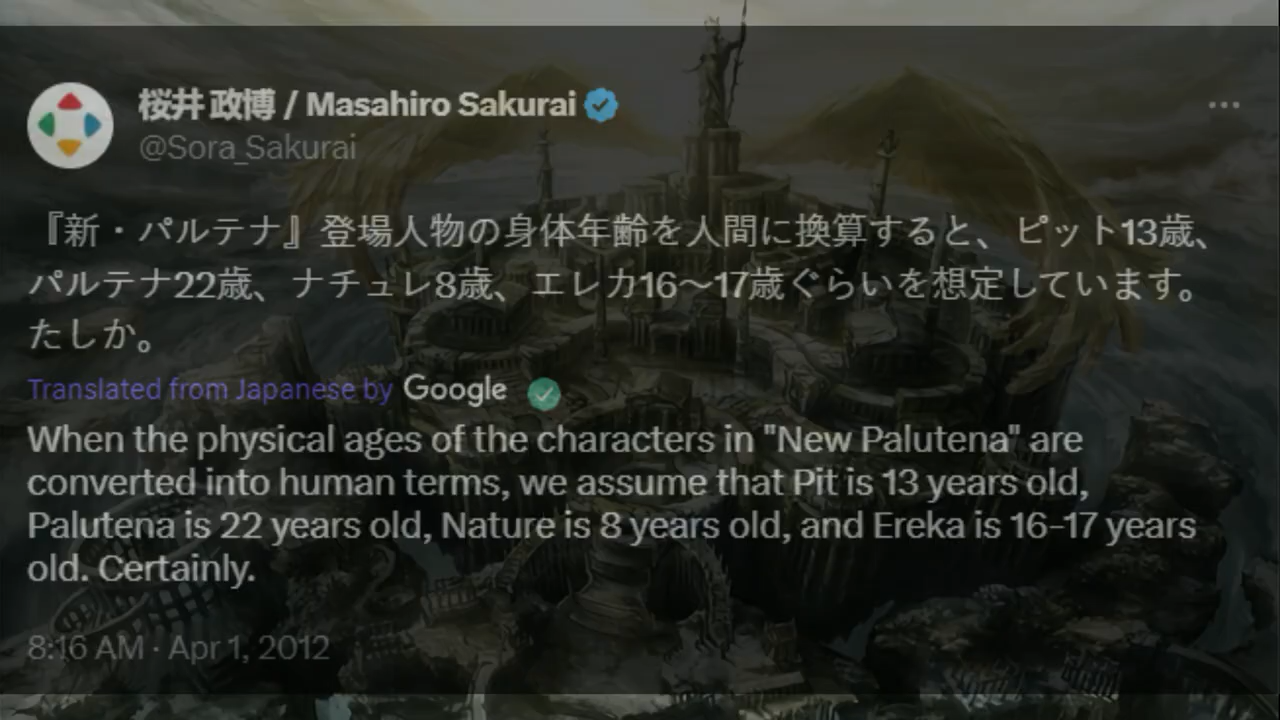 桜井 政博 / Masahiro Sakurai
@Sora_Sakurai
『新・パルテナ』登場人物の身体年齢を人間に換算すると、ピット13歳、
パルテナ22歳、ナチュレ8歳、エレカ16〜17歳ぐらいを想定しています。
たしか。
Translated from Japanese by Google
When the physical ages of the characters in "New Palutena" are
converted into human terms, we assume that Pit is 13 years old,
Palutena is 22 years old, Nature is 8 years old, and Ereka is 16-17 years
old. Certainly.
8:16 AM · Apr 1, 2012